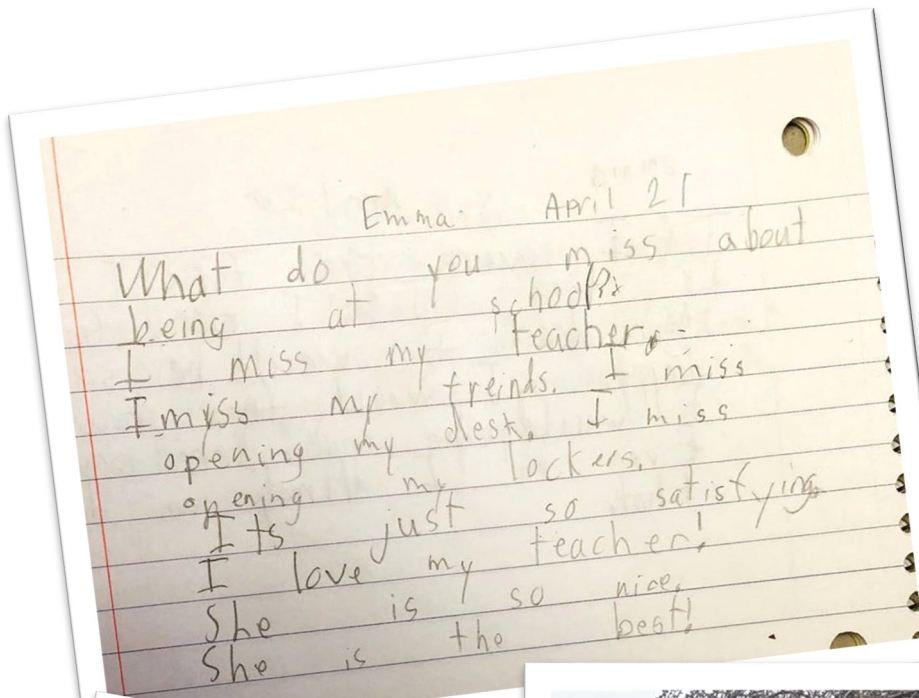 Emma. April 21
What do you miss about
being at school?
I miss my teacher.
I miss my freinds. I miss
opening my desk. I miss
opening my lockers.
Its just so satisfying.
I love my teacher!
She is so nice.
She is the best!